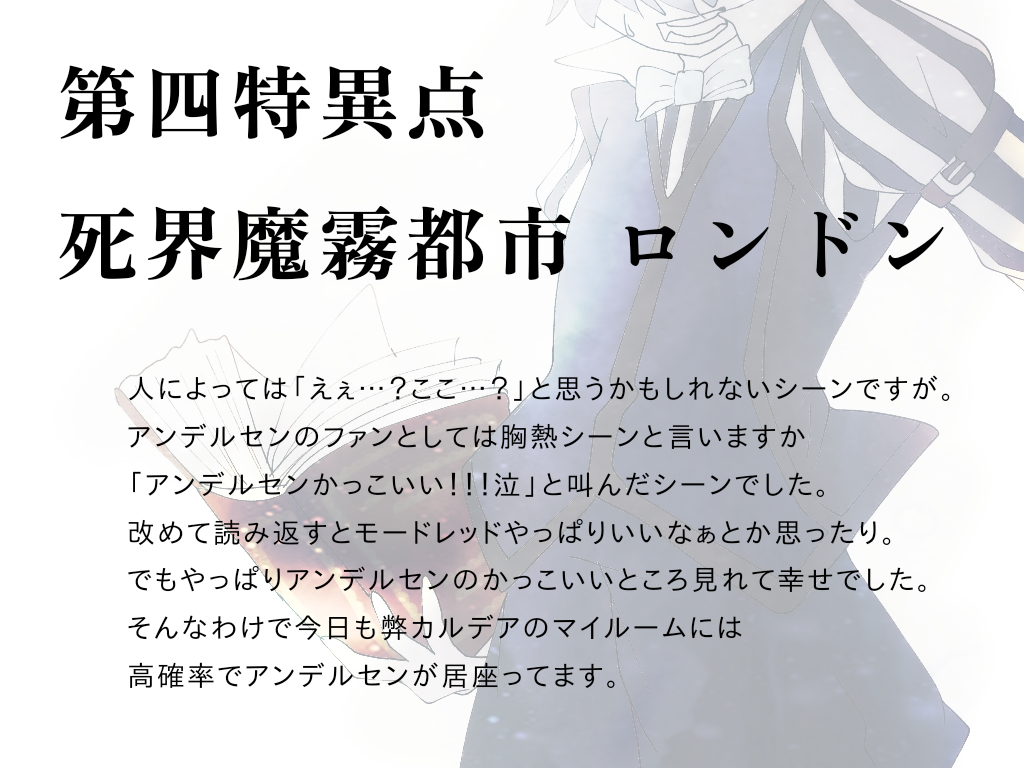 第四特異点
死界魔霧都市 ロンドン
人によっては「えぇ…？ここ…？」と思うかもしれないシーンですが。
アンデルセンのファンとしては胸熱シーンと言いますか
「アンデルセンかっこいい！！！泣」と叫んだシーンでした。
改めて読み返すとモードレッドやっぱりいいなぁとか思ったり。
でもやっぱりアンデルセンのかっこいいところ見れて幸せでした。
そんなわけで今日も弊カルデアのマイルームには
高確率でアンデルセンが居座ってます。